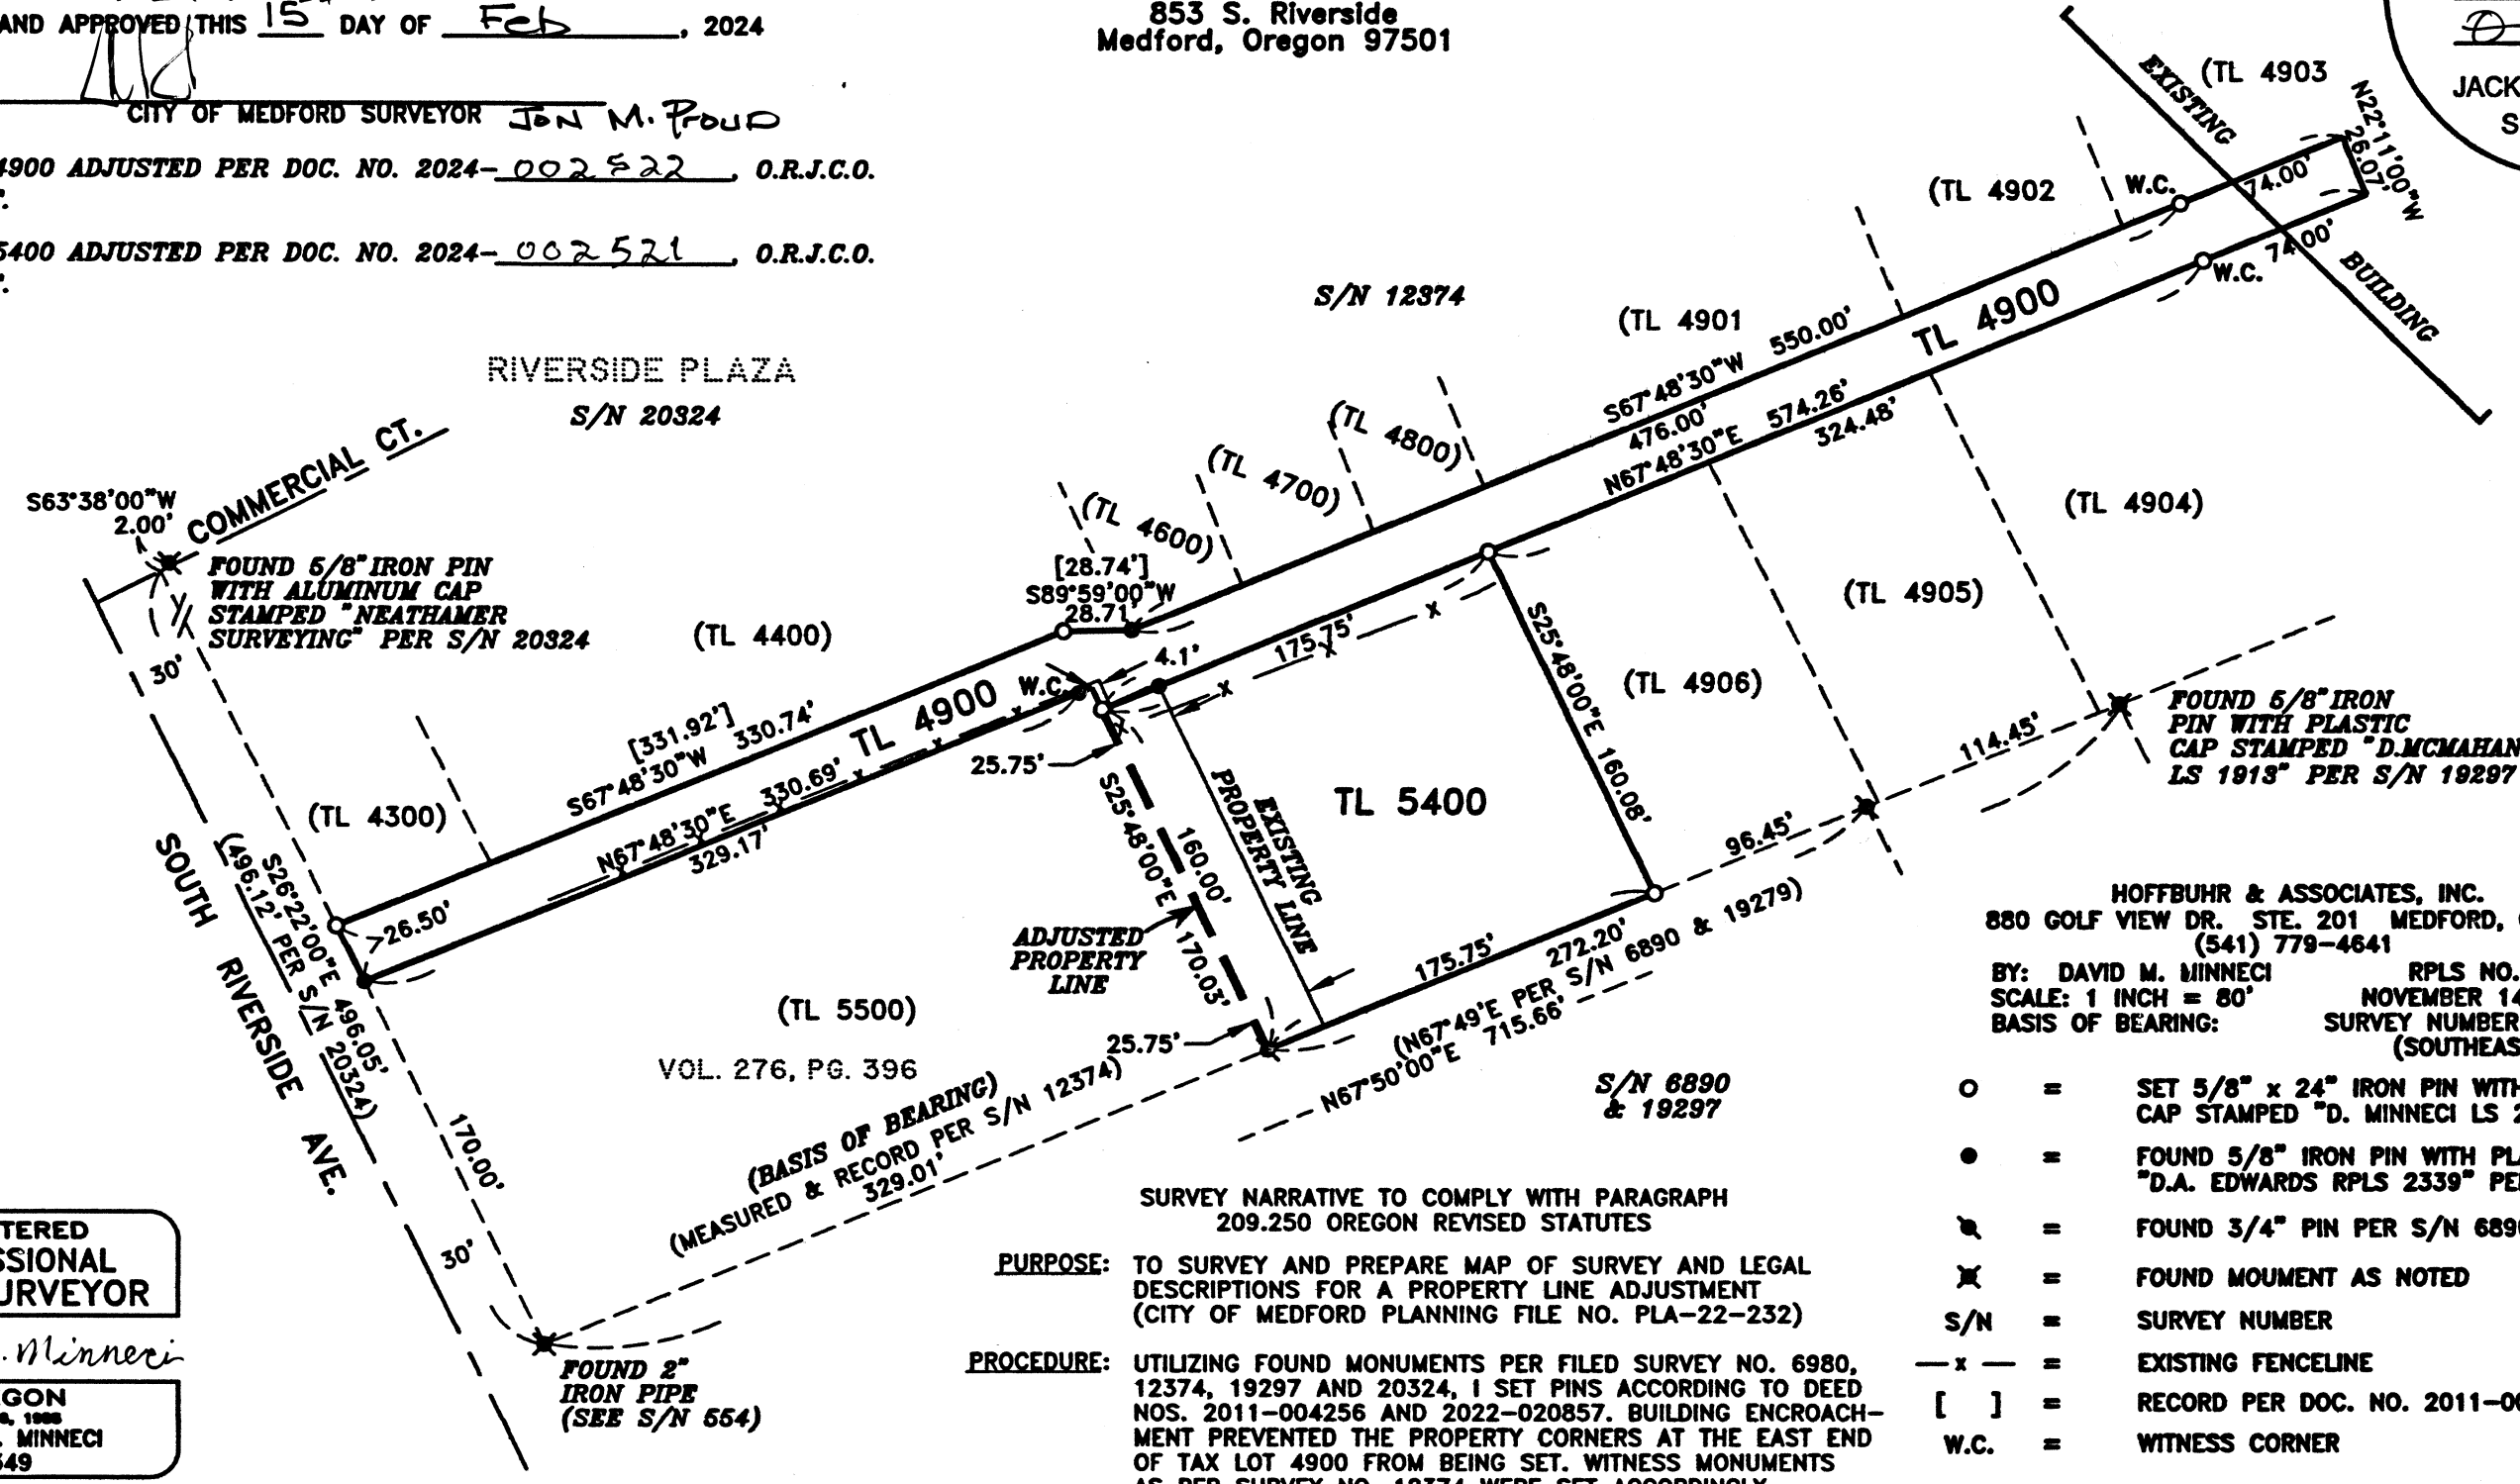 AND APPROVED THIS 15 DAY OF Feb, 2024
CITY OF MEDFORD SURVEYOR JON M. PROUD
4900 ADJUSTED PER DOC. NO. 2024-002522, O.R.J.C.O.
5400 ADJUSTED PER DOC. NO. 2024-002521, O.R.J.C.O.
853 S. Riverside
Medford, Oregon 97501
JACK
S
(TL 4903
EXISTING
BUILDING
N22°11'00"W
26.07'
74.00'
74.00'
W.C.
W.C.
(TL 4902
S/N 12374
(TL 4901
TL 4900
S67°48'30"W 550.00'
476.00'
N67°48'30"E 574.26'
324.48'
RIVERSIDE PLAZA
S/N 20324
COMMERCIAL CT.
S63°38'00"W
2.00'
FOUND 5/8" IRON PIN
WITH ALUMINUM CAP
STAMPED "NEATHAMER
SURVEYING" PER S/N 20324
30'
(TL 4800)
(TL 4700)
(TL 4600)
[28.74']
S89°59'00"W
28.71'
(TL 4400)
4.1'
W.C.
175.75'
x
x
x
(TL 4904)
(TL 4905)
(TL 4906)
S25°48'00"E 160.08'
TL 4900
[331.92']
S67°48'30"W 330.74'
N67°48'30"E 330.69'
329.17'
(TL 4300)
26.50'
25.75'
S25°48'00"E 170.03'
160.00'
EXISTING
PROPERTY LINE
TL 5400
FOUND 5/8" IRON
PIN WITH PLASTIC
CAP STAMPED "D.MCMAHAN
LS 1913" PER S/N 19297
114.45'
96.45'
SOUTH RIVERSIDE AVE.
S26°22'00"E 496.05'
(496.12' PER S/N 20324)
170.00'
30'
ADJUSTED
PROPERTY
LINE
(TL 5500)
VOL. 276, PG. 396
25.75'
175.75'
272.20'
(N67°49'E PER S/N 6890 & 19279)
N67°50'00"E 715.66'
S/N 6890
& 19297
(BASIS OF BEARING)
(MEASURED & RECORD PER S/N 12374)
329.01'
FOUND 2"
IRON PIPE
(SEE S/N 554)
TERED
SSIONAL
URVEYOR
. Minneci
GON
. MINNECI
549
SURVEY NARRATIVE TO COMPLY WITH PARAGRAPH
209.250 OREGON REVISED STATUTES
PURPOSE: TO SURVEY AND PREPARE MAP OF SURVEY AND LEGAL
DESCRIPTIONS FOR A PROPERTY LINE ADJUSTMENT
(CITY OF MEDFORD PLANNING FILE NO. PLA-22-232)
PROCEDURE: UTILIZING FOUND MONUMENTS PER FILED SURVEY NO. 6980,
12374, 19297 AND 20324, I SET PINS ACCORDING TO DEED
NOS. 2011-004256 AND 2022-020857. BUILDING ENCROACH-
MENT PREVENTED THE PROPERTY CORNERS AT THE EAST END
OF TAX LOT 4900 FROM BEING SET. WITNESS MONUMENTS
AS PER SURVEY NO. 12374 WERE SET ACCORDINGLY
HOFFBUHR & ASSOCIATES, INC.
880 GOLF VIEW DR. STE. 201 MEDFORD,
(541) 779-4641
BY: DAVID M. MINNECI RPLS NO.
SCALE: 1 INCH = 80' NOVEMBER 14
BASIS OF BEARING: SURVEY NUMBER
(SOUTHEAS
= SET 5/8" x 24" IRON PIN WITH
CAP STAMPED "D. MINNECI LS 2
= FOUND 5/8" IRON PIN WITH PLA
"D.A. EDWARDS RPLS 2339" PE
= FOUND 3/4" PIN PER S/N 689
= FOUND MOUMENT AS NOTED
S/N = SURVEY NUMBER
— x — = EXISTING FENCELINE
[ ] = RECORD PER DOC. NO. 2011-00
W.C. = WITNESS CORNER